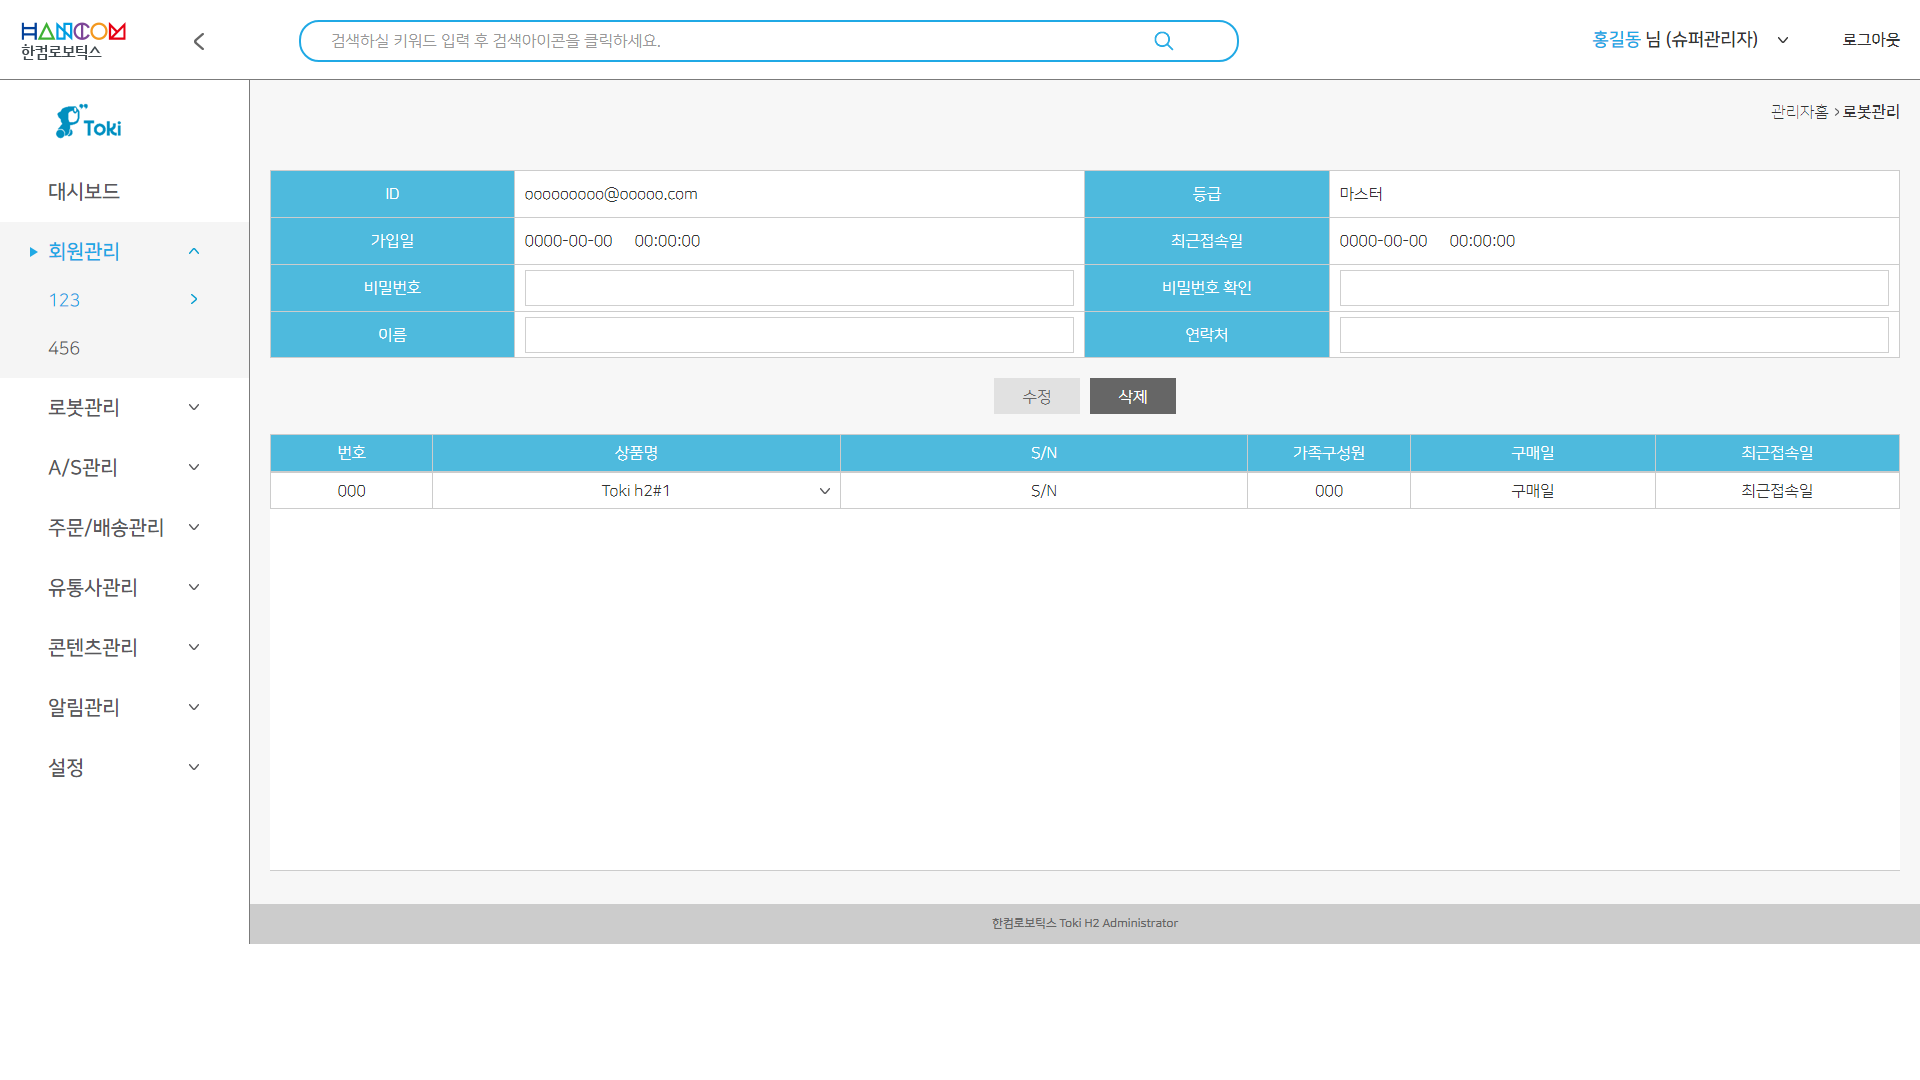 HANCOM
한컴로보틱스
검색하실 키워드 입력 후 검색아이콘을 클릭하세요.
홍길동 님 (슈퍼관리자)
로그아웃
Toki
대시보드
회원관리
123
456
로봇관리
A/S관리
주문/배송관리
유통사관리
콘텐츠관리
알림관리
설정
관리자홈 > 로봇관리
ID ooooooooo@ooooo.com 등급 마스터
가입일 0000-00-00 00:00:00 최근접속일 0000-00-00 00:00:00
비밀번호 비밀번호 확인
이름 연락처
수정 삭제
번호 상품명 S/N 가족구성원 구매일 최근접속일
000 Toki h2#1 S/N 000 구매일 최근접속일
한컴로보틱스 Toki H2 Administrator